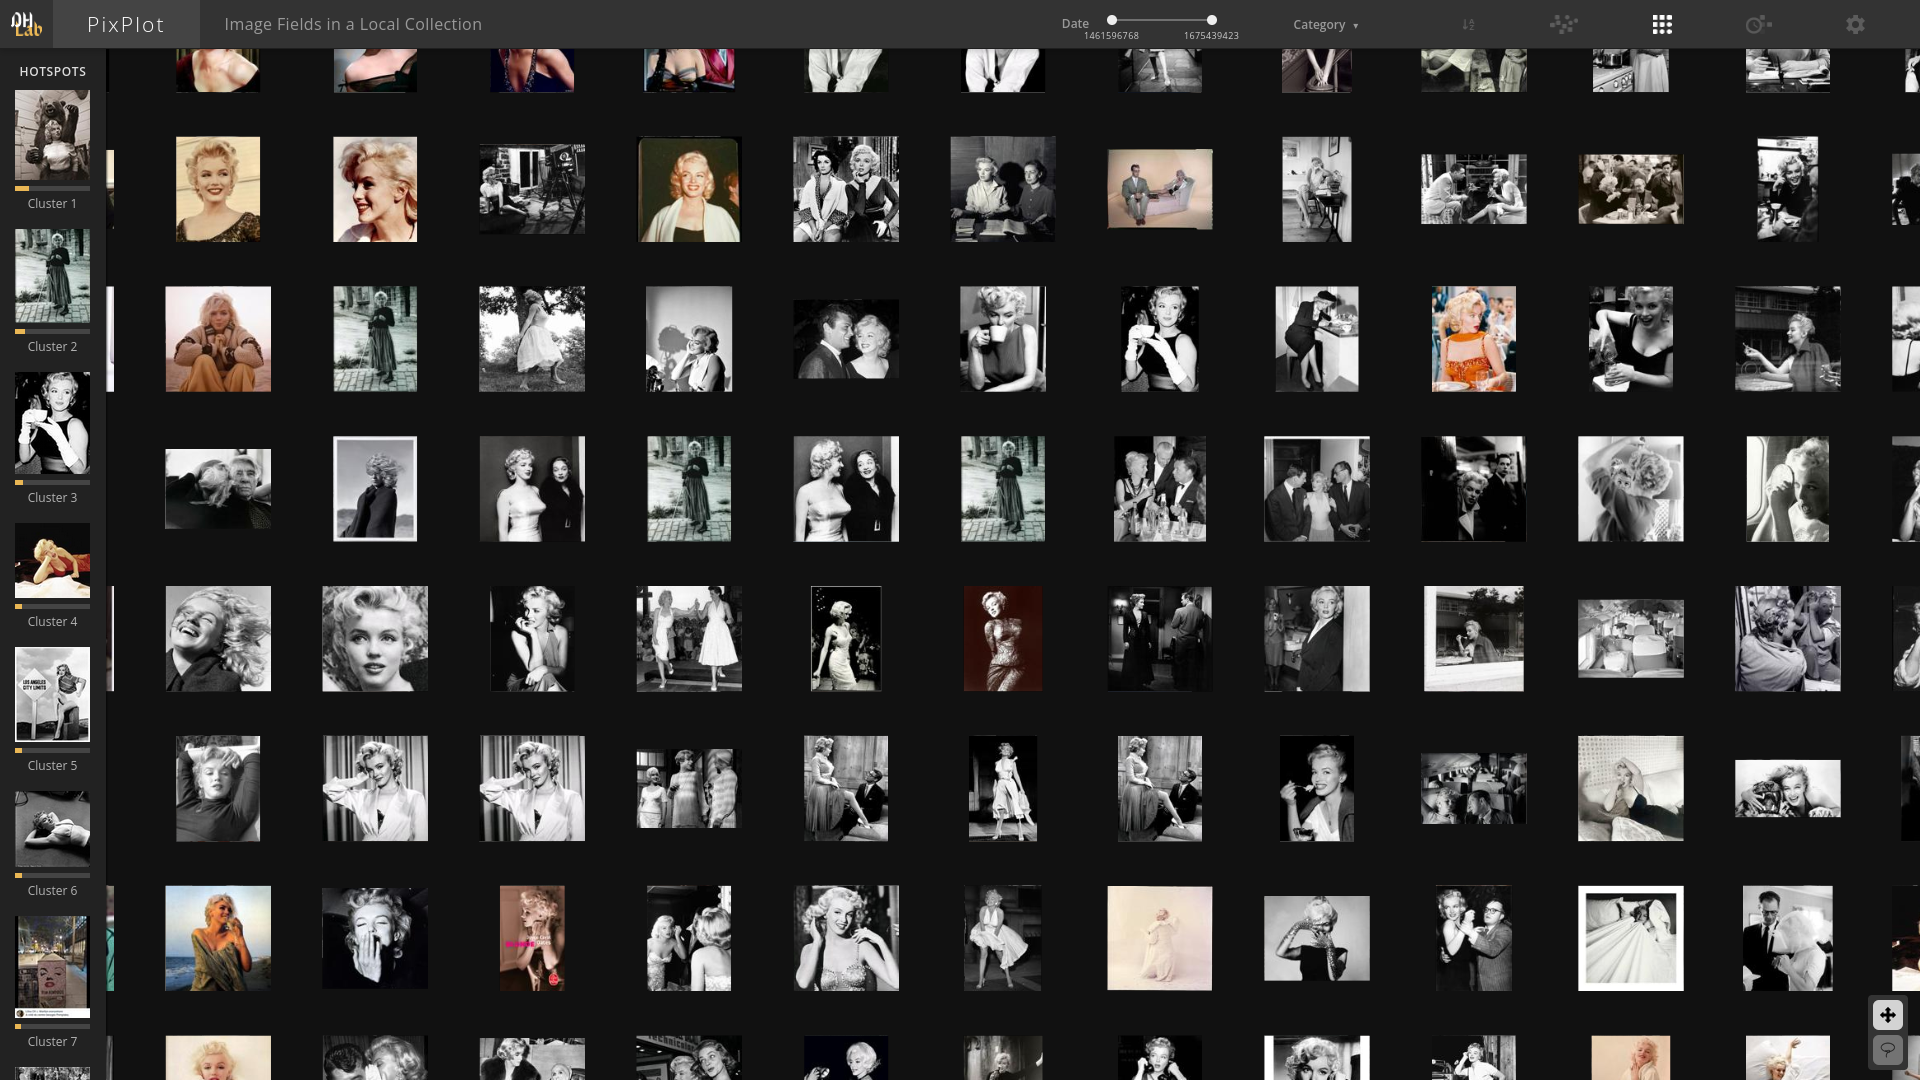 DH
Lab
PixPlot
Image Fields in a Local Collection
Date
1461596768
1675439423
Category
HOTSPOTS
Cluster 1
Cluster 2
Cluster 3
Cluster 4
LOS ANGELES
CITY LIMITS
Cluster 5
Cluster 6
Cluster 7